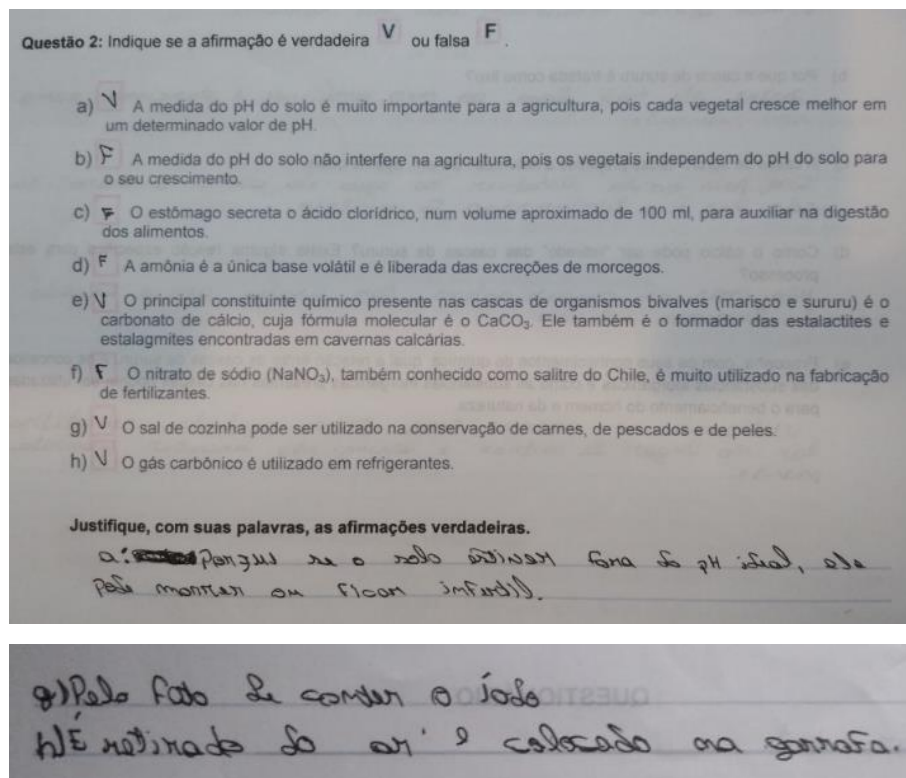 Questão 2: Indique se a afirmação é verdadeira V ou falsa F .
a) V A medida do pH do solo é muito importante para a agricultura, pois cada vegetal cresce melhor em
um determinado valor de pH.
b) F A medida do pH do solo não interfere na agricultura, pois os vegetais independem do pH do solo para
o seu crescimento.
c) F O estômago secreta o ácido clorídrico, num volume aproximado de 100 ml, para auxiliar na digestão
dos alimentos.
d) F A amônia é a única base volátil e é liberada das excreções de morcegos.
e) V O principal constituinte químico presente nas cascas de organismos bivalves (marisco e sururu) é o
carbonato de cálcio, cuja fórmula molecular é o CaCO₃. Ele também é o formador das estalactites e
estalagmites encontradas em cavernas calcárias.
f) F O nitrato de sódio (NaNO₃), também conhecido como salitre do Chile, é muito utilizado na fabricação
de fertilizantes.
g) V O sal de cozinha pode ser utilizado na conservação de carnes, de pescados e de peles.
h) V O gás carbônico é utilizado em refrigerantes.
Justifique, com suas palavras, as afirmações verdadeiras.
a: Porque se o solo estiver fora do pH ideal, ele
pode morrer ou ficar infertil.
g) Pelo fato de conter o iodo
h) É retirado do ar e colocado na garrafa.